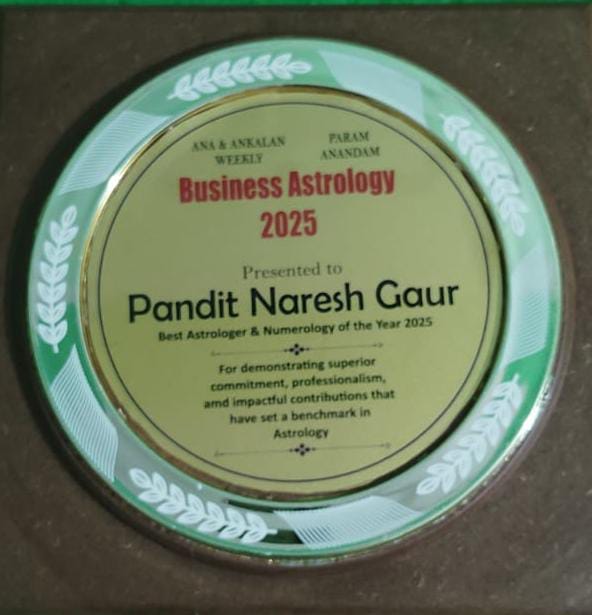 ANA & ANKALAN WEEKLY
PARAM ANANDAM
Business Astrology
2025
Presented to
Pandit Naresh Gaur
Best Astrologer & Numerology of the Year 2025
For demonstrating superior
commitment, professionalism,
amd impactful contributions that
have set a benchmark in
Astrology